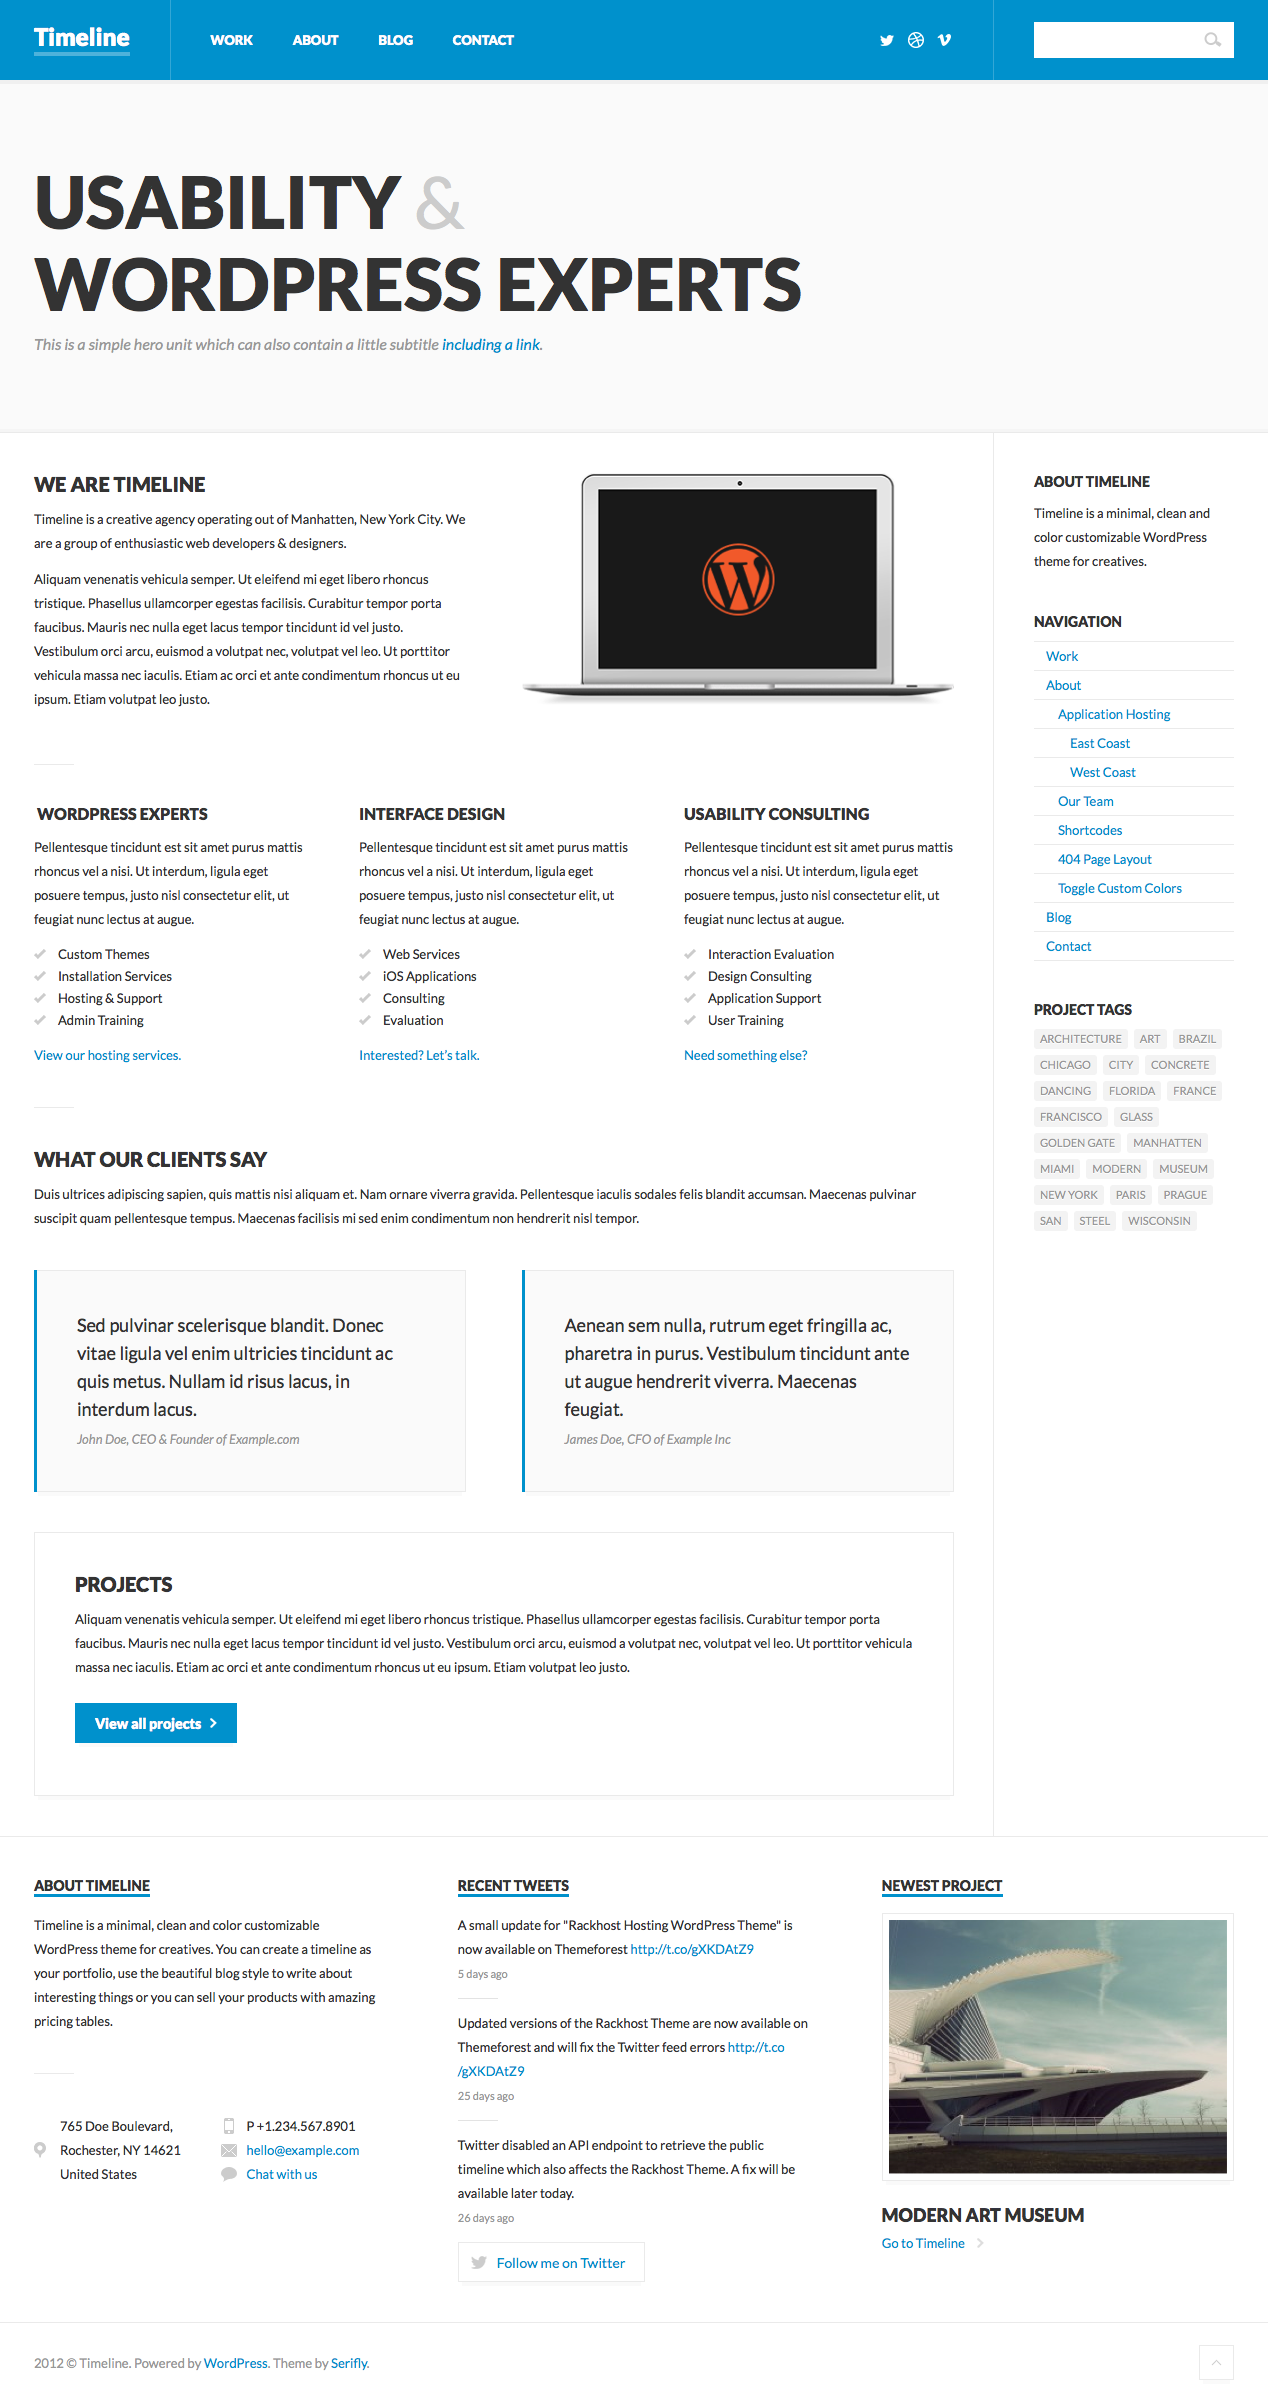 Timeline
WORK
ABOUT
BLOG
CONTACT
USABILITY &
WORDPRESS EXPERTS
This is a simple hero unit which can also contain a little subtitle including a link.
WE ARE TIMELINE
Timeline is a creative agency operating out of Manhatten, New York City. We
are a group of enthusiastic web developers & designers.
Aliquam venenatis vehicula semper. Ut eleifend mi eget libero rhoncus
tristique. Phasellus ullamcorper egestas facilisis. Curabitur tempor porta
faucibus. Mauris nec nulla eget lacus tempor tincidunt id vel justo.
Vestibulum orci arcu, euismod a volutpat nec, volutpat vel leo. Ut porttitor
vehicula massa nec iaculis. Etiam ac orci et ante condimentum rhoncus ut eu
ipsum. Etiam volutpat leo justo.
WORDPRESS EXPERTS
Pellentesque tincidunt est sit amet purus mattis
rhoncus vel a nisi. Ut interdum, ligula eget
posuere tempus, justo nisl consectetur elit, ut
feugiat nunc lectus at augue.
Custom Themes
Installation Services
Hosting & Support
Admin Training
View our hosting services.
INTERFACE DESIGN
Pellentesque tincidunt est sit amet purus mattis
rhoncus vel a nisi. Ut interdum, ligula eget
posuere tempus, justo nisl consectetur elit, ut
feugiat nunc lectus at augue.
Web Services
iOS Applications
Consulting
Evaluation
Interested? Let's talk.
USABILITY CONSULTING
Pellentesque tincidunt est sit amet purus mattis
rhoncus vel a nisi. Ut interdum, ligula eget
posuere tempus, justo nisl consectetur elit, ut
feugiat nunc lectus at augue.
Interaction Evaluation
Design Consulting
Application Support
User Training
Need something else?
WHAT OUR CLIENTS SAY
Duis ultrices adipiscing sapien, quis mattis nisi aliquam et. Nam ornare viverra gravida. Pellentesque iaculis sodales felis blandit accumsan. Maecenas pulvinar
suscipit quam pellentesque tempus. Maecenas facilisis mi sed enim condimentum non hendrerit nisl tempor.
Sed pulvinar scelerisque blandit. Donec
vitae ligula vel enim ultricies tincidunt ac
quis metus. Nullam id risus lacus, in
interdum lacus.
John Doe, CEO & Founder of Example.com
Aenean sem nulla, rutrum eget fringilla ac,
pharetra in purus. Vestibulum tincidunt ante
ut augue hendrerit viverra. Maecenas
feugiat.
James Doe, CFO of Example Inc
PROJECTS
Aliquam venenatis vehicula semper. Ut eleifend mi eget libero rhoncus tristique. Phasellus ullamcorper egestas facilisis. Curabitur tempor porta
faucibus. Mauris nec nulla eget lacus tempor tincidunt id vel justo. Vestibulum orci arcu, euismod a volutpat nec, volutpat vel leo. Ut porttitor vehicula
massa nec iaculis. Etiam ac orci et ante condimentum rhoncus ut eu ipsum. Etiam volutpat leo justo.
View all projects
ABOUT TIMELINE
Timeline is a minimal, clean and
color customizable WordPress
theme for creatives.
NAVIGATION
Work
About
Application Hosting
East Coast
West Coast
Our Team
Shortcodes
404 Page Layout
Toggle Custom Colors
Blog
Contact
PROJECT TAGS
ARCHITECTURE ART BRAZIL
CHICAGO CITY CONCRETE
DANCING FLORIDA FRANCE
FRANCISCO GLASS
GOLDEN GATE MANHATTEN
MIAMI MODERN MUSEUM
NEW YORK PARIS PRAGUE
SAN STEEL WISCONSIN
ABOUT TIMELINE
Timeline is a minimal, clean and color customizable
WordPress theme for creatives. You can create a timeline as
your portfolio, use the beautiful blog style to write about
interesting things or you can sell your products with amazing
pricing tables.
765 Doe Boulevard,
Rochester, NY 14621
United States
P +1.234.567.8901
hello@example.com
Chat with us
RECENT TWEETS
A small update for "Rackhost Hosting WordPress Theme" is
now available on Themeforest http://t.co/gXKDAtZ9
5 days ago
Updated versions of the Rackhost Theme are now available on
Themeforest and will fix the Twitter feed errors http://t.co
/gXKDAtZ9
25 days ago
Twitter disabled an API endpoint to retrieve the public
timeline which also affects the Rackhost Theme. A fix will be
available later today.
26 days ago
Follow me on Twitter
NEWEST PROJECT
MODERN ART MUSEUM
Go to Timeline
2012 © Timeline. Powered by WordPress. Theme by Serifly.